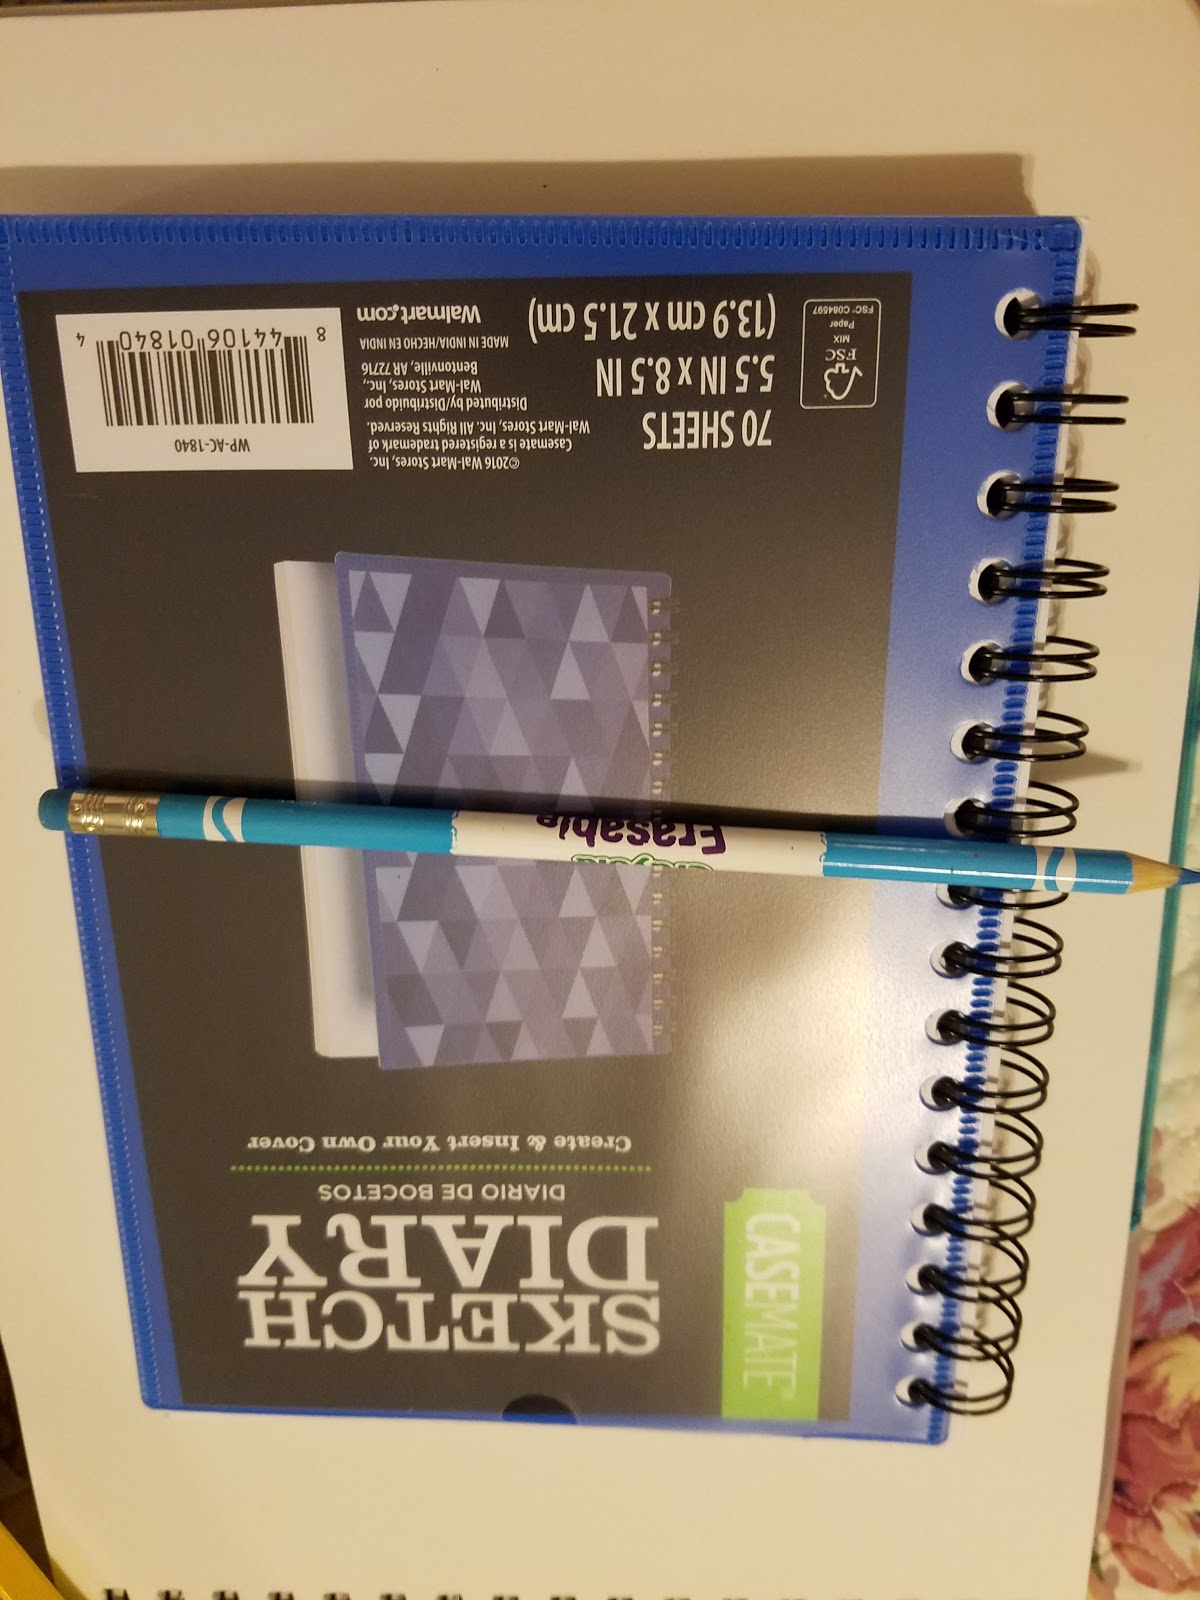 CASEMATE
SKETCH
DIARY
DIARIO DE BOCETOS
Create & Insert Your Own Cover
Crayola
Erasable
FSC
MIX
Paper
FSC® C084597
70 SHEETS
5.5 IN x 8.5 IN
(13.9 cm x 21.5 cm)
©2016 Wal-Mart Stores, Inc.
Casemate is a registered trademark of
Wal-Mart Stores, Inc. All Rights Reserved.
Distributed by/Distribuido por
Wal-Mart Stores, Inc.,
Bentonville, AR 72716
MADE IN INDIA/HECHO EN INDIA
Walmart.com
WP-AC-1840
8 44106 01840 4